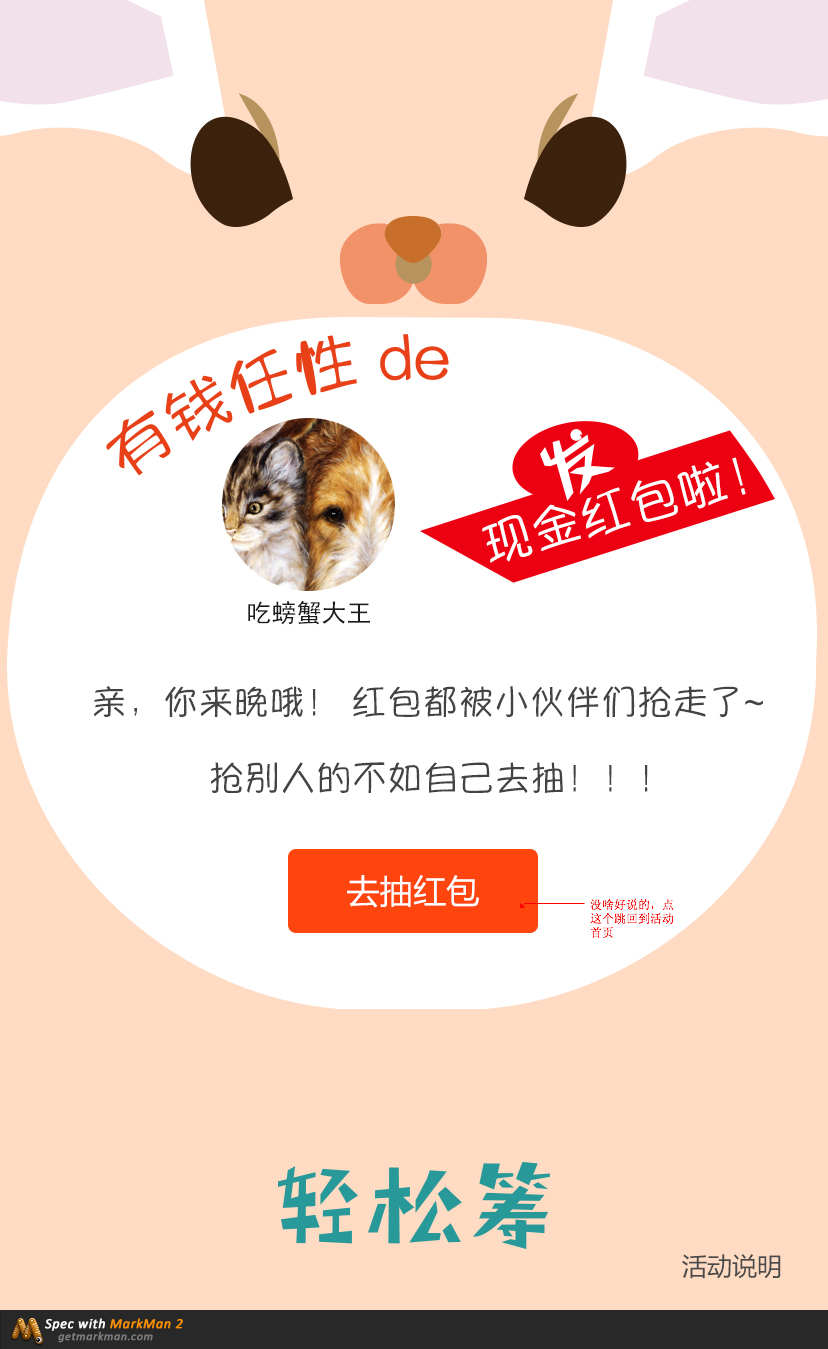 有钱任性 de
发
现金红包啦！
吃螃蟹大王
亲，你来晚哦！ 红包都被小伙伴们抢走了~
抢别人的不如自己去抽！！！
去抽红包
没啥好说的，点
这个跳回到活动
首页
轻松筹
活动说明
Spec with MarkMan 2
getmarkman.com